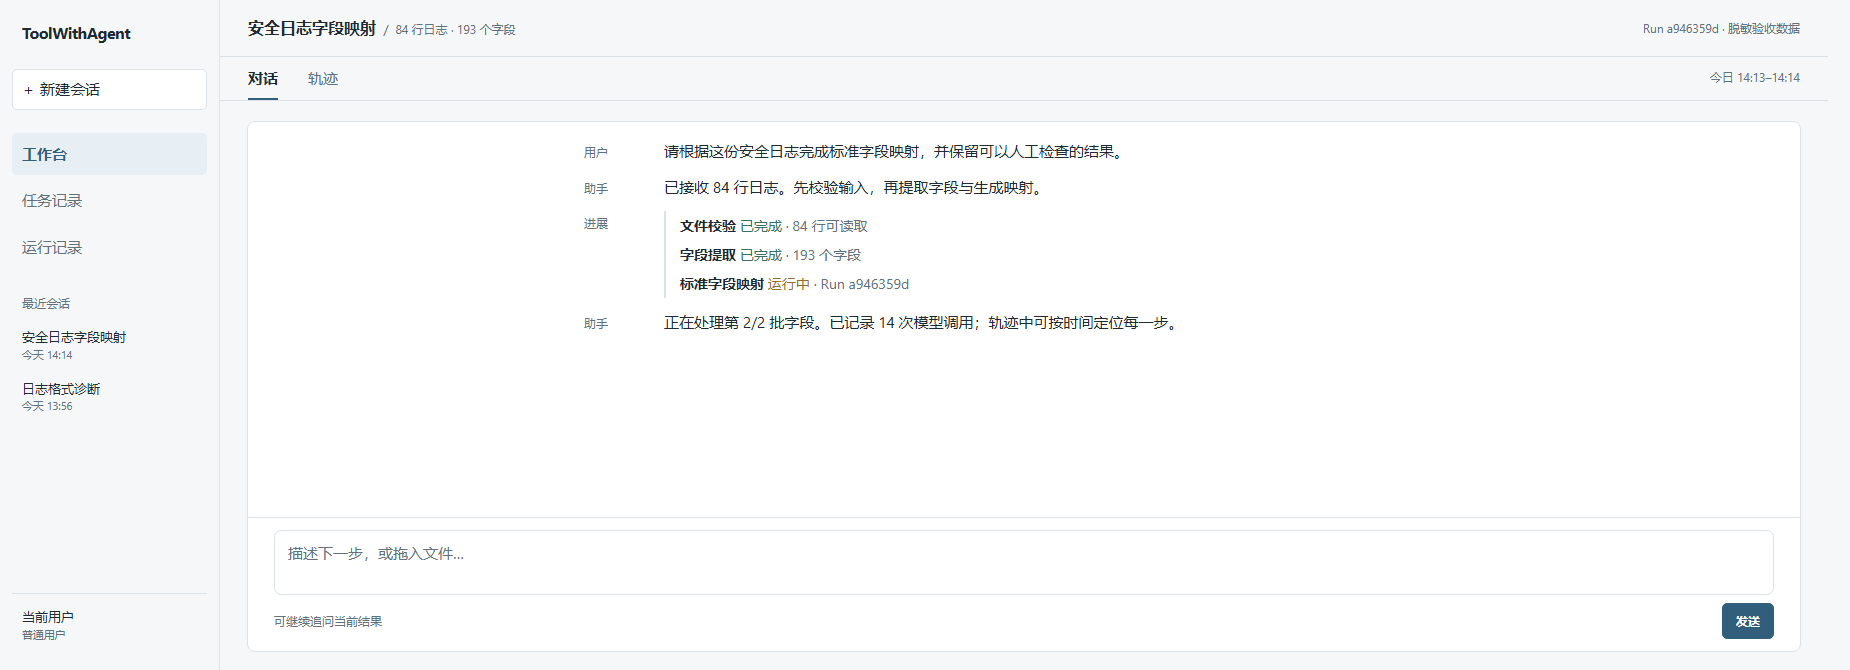 ToolWithAgent
+ 新建会话
工作台
任务记录
运行记录
最近会话
安全日志字段映射
今天 14:14
日志格式诊断
今天 13:56
当前用户
普通用户
安全日志字段映射 / 84 行日志 · 193 个字段
Run a946359d · 脱敏验收数据
对话 轨迹
今日 14:13–14:14
用户 请根据这份安全日志完成标准字段映射，并保留可以人工检查的结果。
助手 已接收 84 行日志。先校验输入，再提取字段与生成映射。
进展
文件校验 已完成 · 84 行可读取
字段提取 已完成 · 193 个字段
标准字段映射 运行中 · Run a946359d
助手 正在处理第 2/2 批字段。已记录 14 次模型调用；轨迹中可按时间定位每一步。
描述下一步，或拖入文件...
可继续追问当前结果
发送